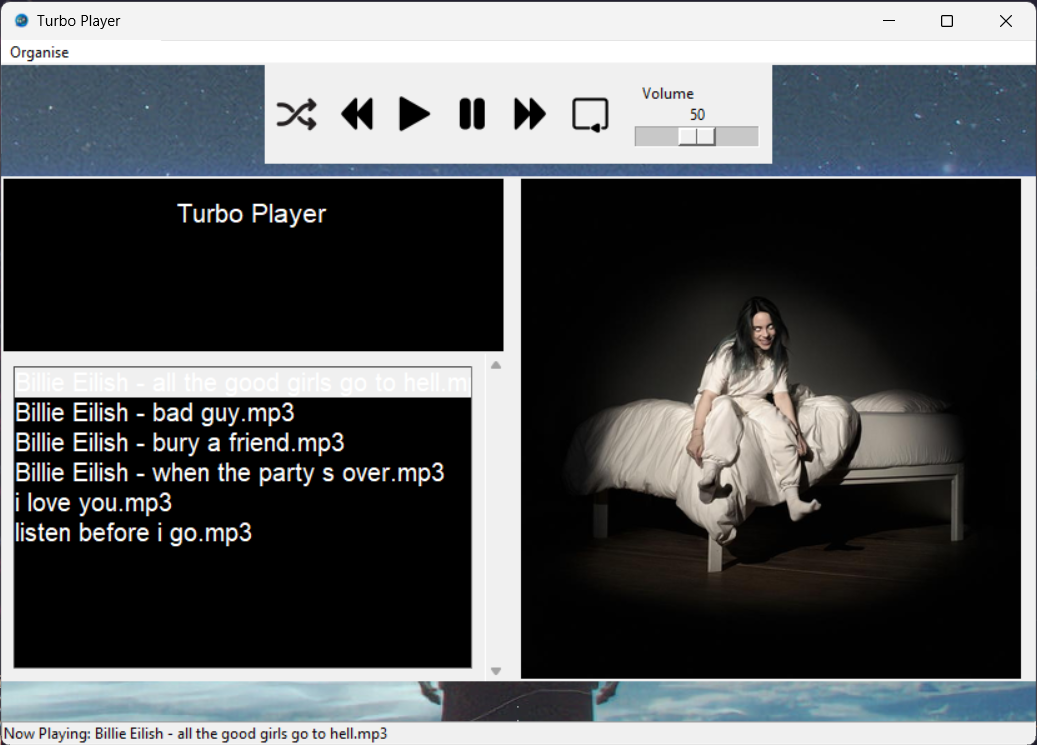 Turbo Player
Organise
Volume
50
Turbo Player
Billie Eilish - all the good girls go to hell.m
Billie Eilish - bad guy.mp3
Billie Eilish - bury a friend.mp3
Billie Eilish - when the party s over.mp3
i love you.mp3
listen before i go.mp3
Now Playing: Billie Eilish - all the good girls go to hell.mp3